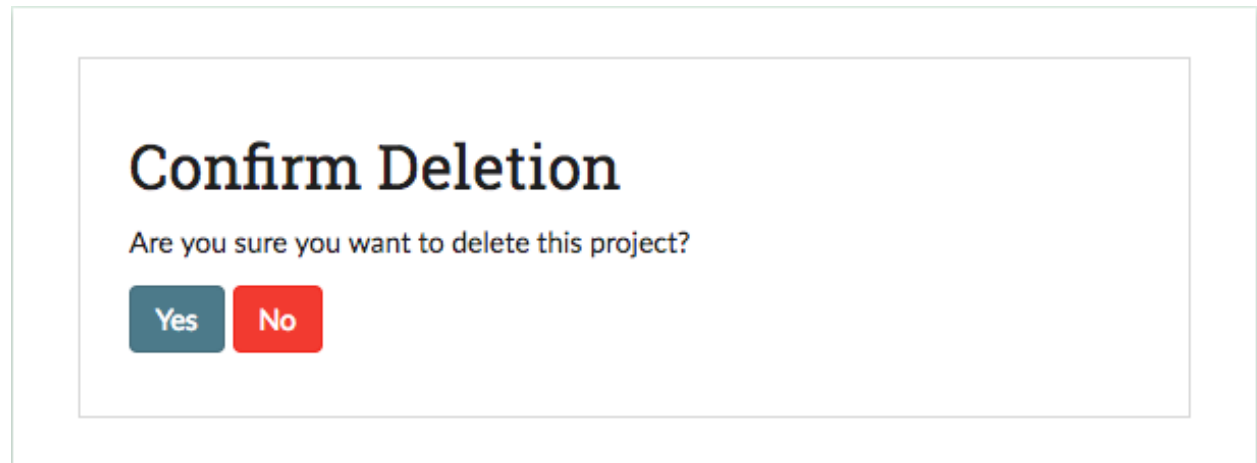 Confirm Deletion
Are you sure you want to delete this project?
Yes No